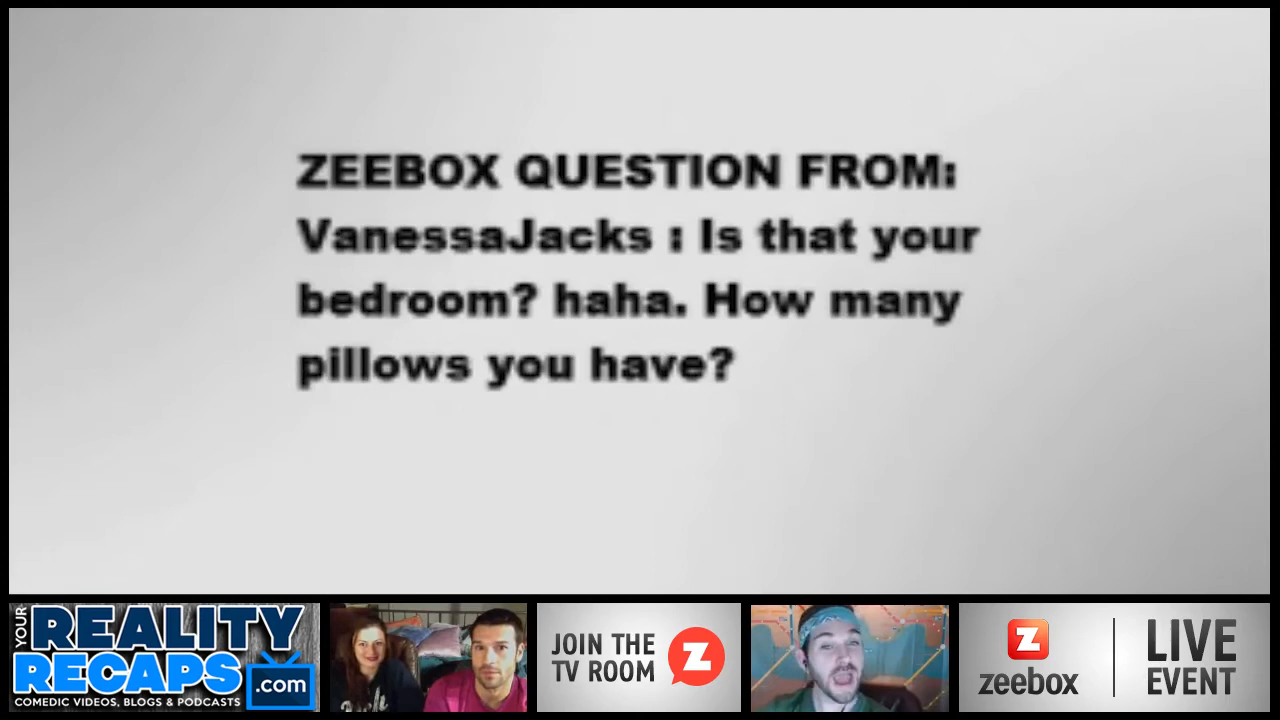 ZEEBOX QUESTION FROM:
VanessaJacks : Is that your
bedroom? haha. How many
pillows you have?
YOUR
REALITY
RECAPS
.com
COMEDIC VIDEOS, BLOGS & PODCASTS
JOIN THE
TV ROOM
Z
Z
zeebox
LIVE
EVENT